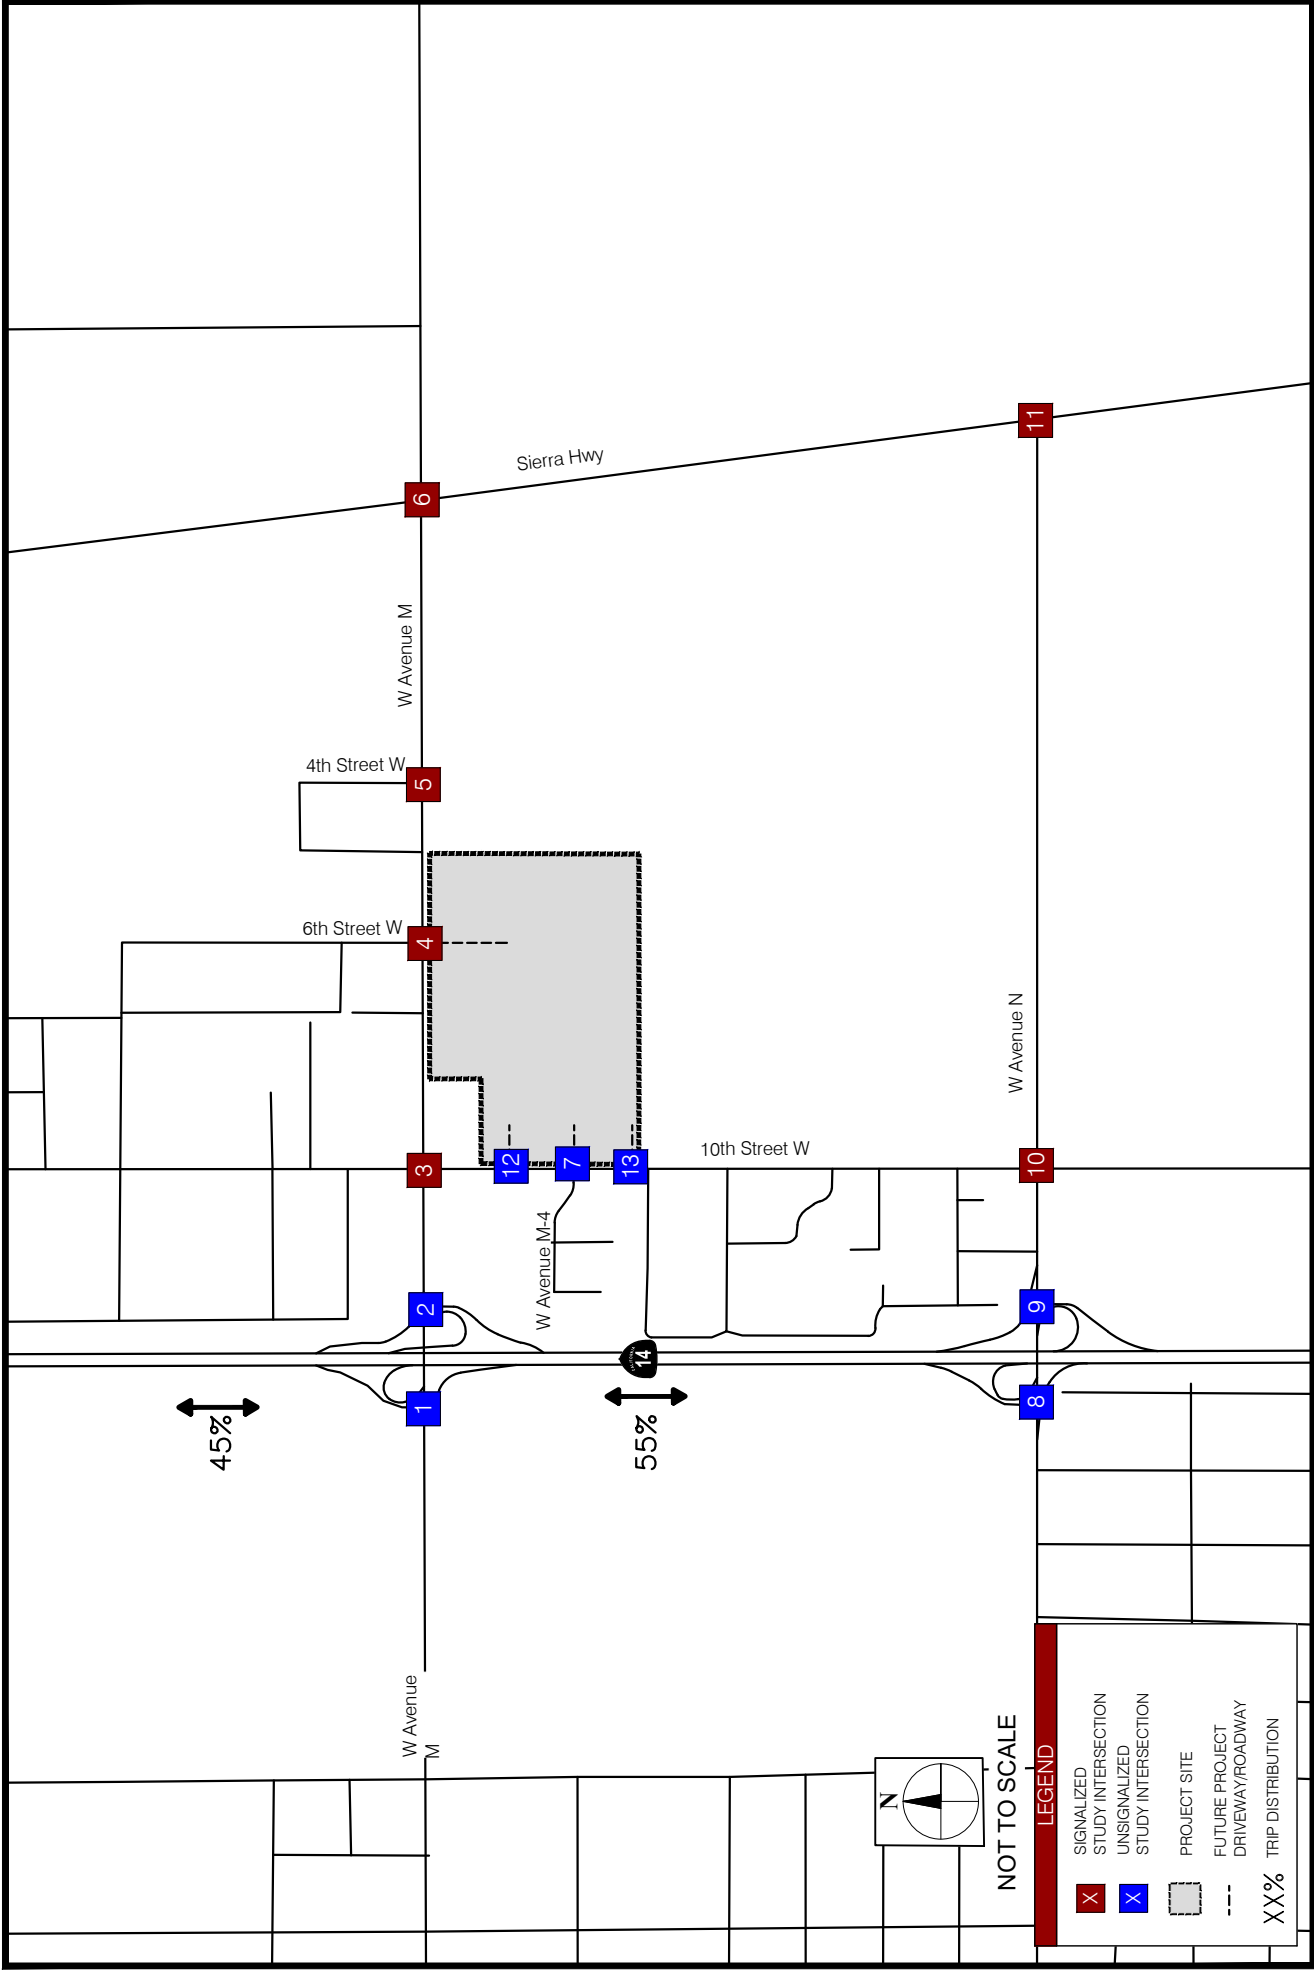 45%
6th Street W
4th Street W
W Avenue
M
W Avenue M
1
2
3
4
5
6
12
W Avenue M-4
Sierra Hwy
7
13
14
55%
10th Street W
N
NOT TO SCALE
W Avenue N
8
9
10
11
LEGEND
X
SIGNALIZED
STUDY INTERSECTION
X
UNSIGNALIZED
STUDY INTERSECTION
PROJECT SITE
FUTURE PROJECT
DRIVEWAY/ROADWAY
XX%
TRIP DISTRIBUTION